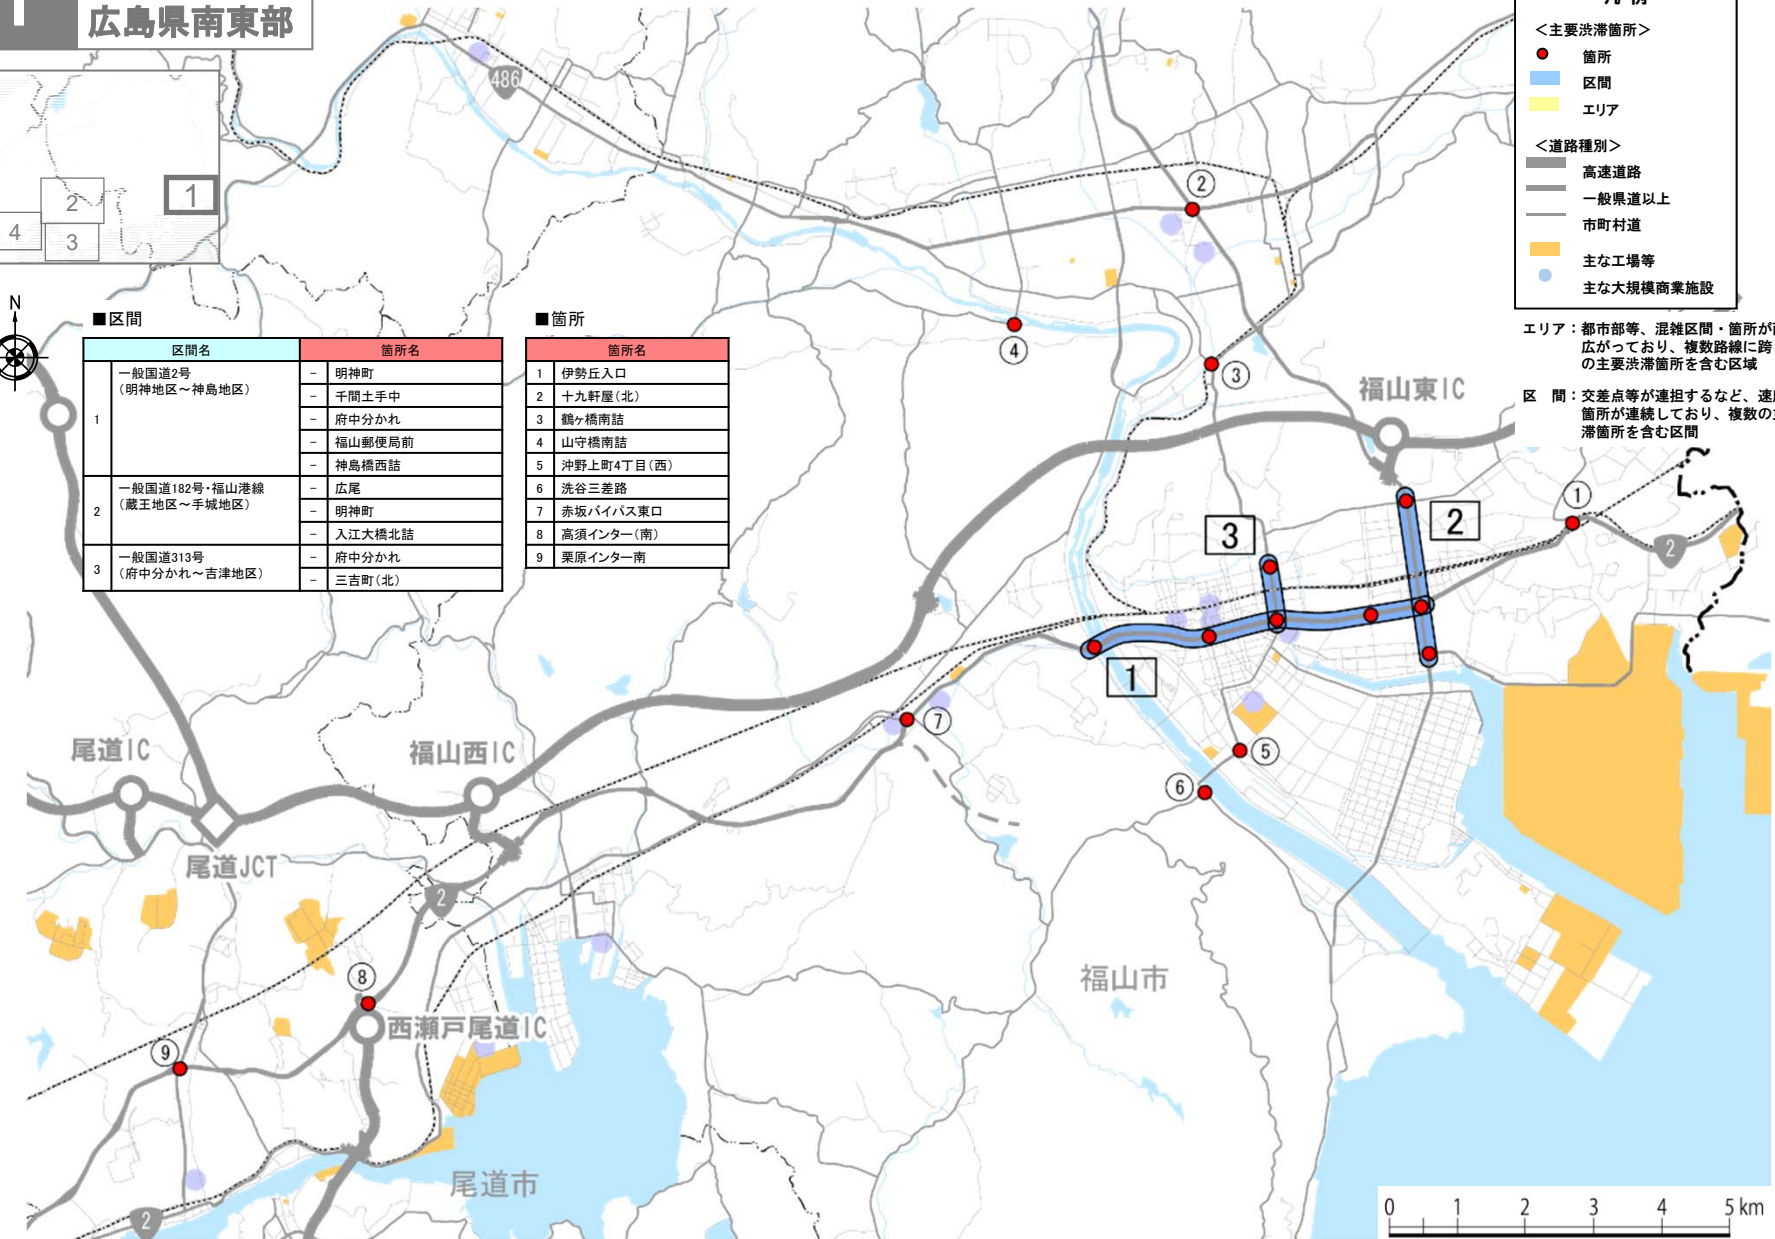 広島県南東部
1
2
3
4
N
■区間
区間名 箇所名
1 一般国道2号 － 明神町
(明神地区～神島地区)
－ 千間土手中
－ 府中分かれ
－ 福山郵便局前
－ 神島橋西詰
2 一般国道182号・福山港線 － 広尾
(蔵王地区～手城地区)
－ 明神町
－ 入江大橋北詰
3 一般国道313号 － 府中分かれ
(府中分かれ～吉津地区)
－ 三吉町(北)
■箇所
箇所名
1 伊勢丘入口
2 十九軒屋(北)
3 鶴ヶ橋南詰
4 山守橋南詰
5 沖野上町4丁目(西)
6 洗谷三差路
7 赤坂バイパス東口
8 高須インター(南)
9 栗原インター南
＜主要渋滞箇所＞
箇所
区間
エリア
＜道路種別＞
高速道路
一般県道以上
市町村道
主な工場等
主な大規模商業施設
エリア：都市部等、混雑区間・箇所が
広がっており、複数路線に跨
の主要渋滞箇所を含む区域
区　間：交差点等が連担するなど、速
箇所が連続しており、複数の
滞箇所を含む区間
486
②
④
③
福山東IC
①
2
3
2
1
⑦
⑤
⑥
尾道IC
福山西IC
尾道JCT
2
⑧
西瀬戸尾道IC
⑨
福山市
尾道市
2
0 1 2 3 4 5 km